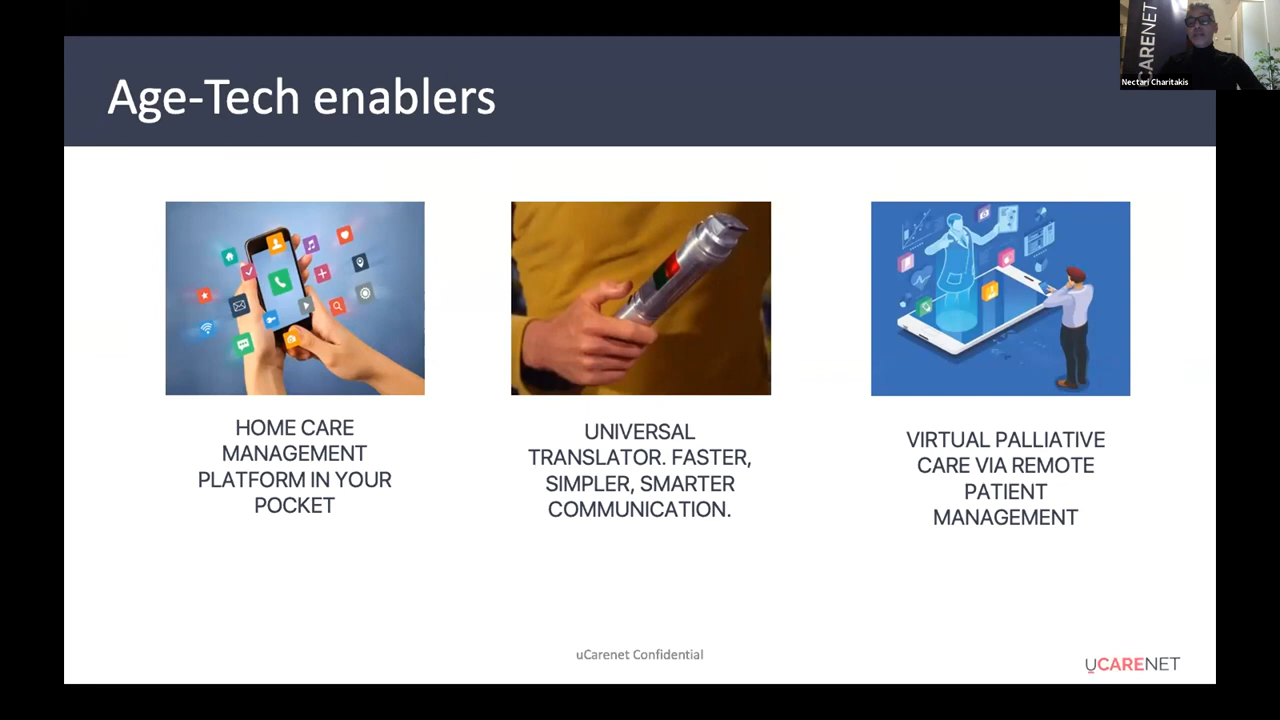 CARENET
Nectari Charitakis
Age-Tech enablers
HOME CARE
MANAGEMENT
PLATFORM IN YOUR
POCKET
UNIVERSAL
TRANSLATOR. FASTER,
SIMPLER, SMARTER
COMMUNICATION.
VIRTUAL PALLIATIVE
CARE VIA REMOTE
PATIENT
MANAGEMENT
uCarenet Confidential
uCARENET